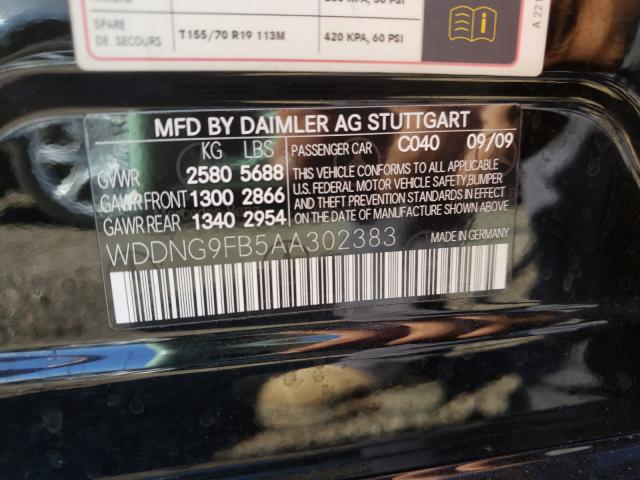 SPARE
DE SECOURS T155/70 R19 113M 420 KPA, 60 PSI
A 221
MFD BY DAIMLER AG STUTTGART
KG LBS PASSENGER CAR C040 09/09
GVWR 2580 5688
GAWR FRONT 1300 2866
GAWR REAR 1340 2954
THIS VEHICLE CONFORMS TO ALL APPLICABLE
U.S. FEDERAL MOTOR VEHICLE SAFETY,BUMPER
AND THEFT PREVENTION STANDARDS IN EFFECT
ON DATE OF MANUFACTURE
WDDNG9FB5AA302383 MADE IN GERMANY